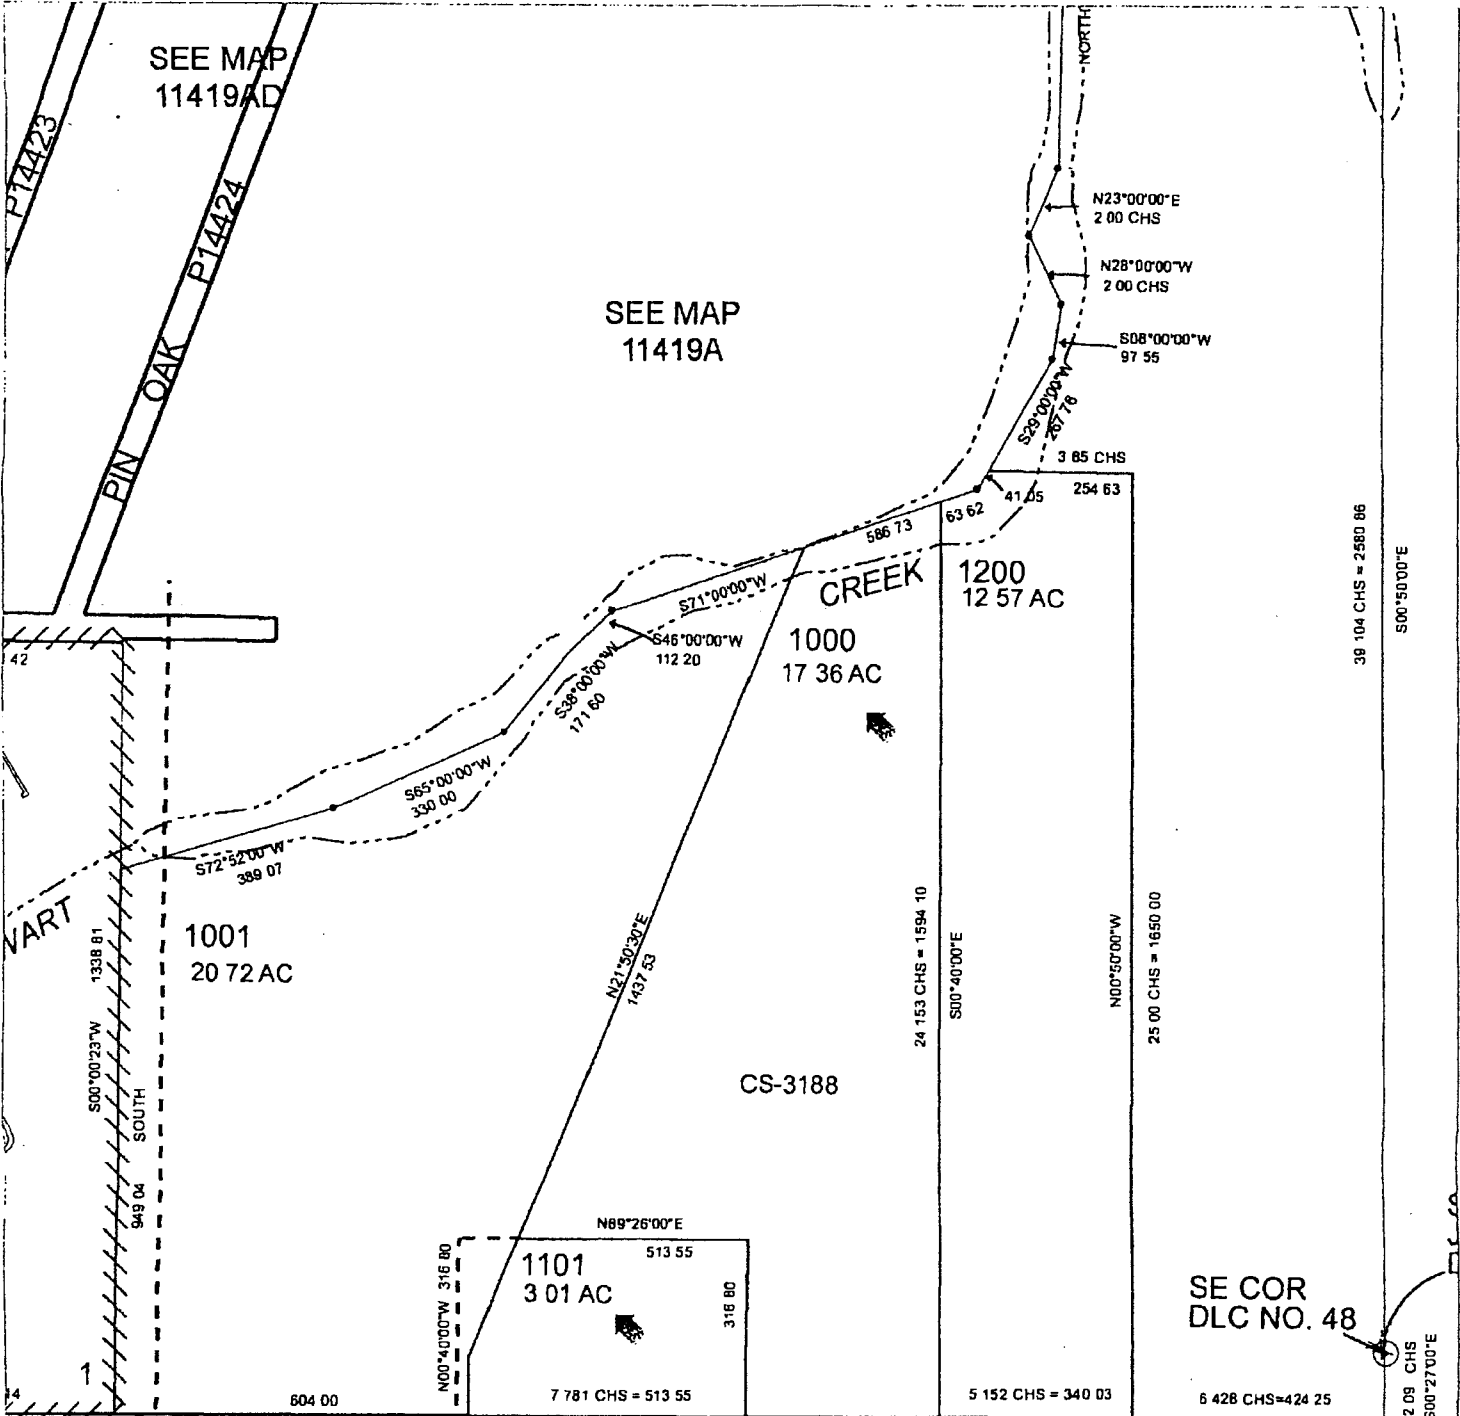 SEE MAP
11419AD
P14423
P14424
OAK
PIN
NORTH
N23°00'00"E
2 00 CHS
N28°00'00"W
2 00 CHS
S08°00'00"W
97 55
SEE MAP
11419A
S29°00'00"W
267 76
3 85 CHS
254 63
41.05
63 62
586 73
CREEK
1200
12 57 AC
S71°00'00"W
S46°00'00"W
112 20
1000
17 36 AC
39 104 CHS = 2580 86
S00°50'00"E
42
S38°00'00"W
171 60
S65°00'00"W
330 00
S72°52'00"W
389 07
1001
20 72 AC
1338 81
S00°00'23"W
SOUTH
949 04
N21°50'30"E
1437 53
24 153 CHS = 1594 10
S00°40'00"E
N00°50'00"W
25 00 CHS = 1650 00
CS-3188
N89°26'00"E
513 55
1101
3 01 AC
N00°40'00"W 316 80
316 80
SE COR
DLC NO. 48
1
604 00
7 781 CHS = 513 55
5 152 CHS = 340 03
6 428 CHS=424 25
2 09 CHS
S00°27'00"E